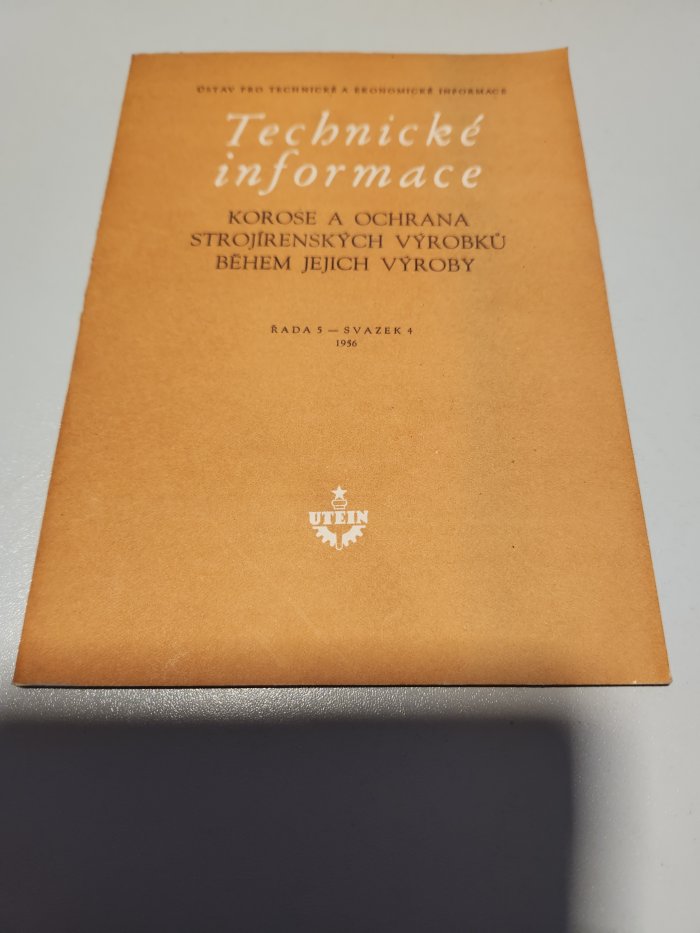 ÚSTAV PRO TECHNICKÉ A EKONOMICKÉ INFORMACE
Technické
informace
KOROSE A OCHRANA
STROJÍRENSKÝCH VÝROBKŮ
BĚHEM JEJICH VÝROBY
ŘADA 5 — SVAZEK 4
1956
UTEIN